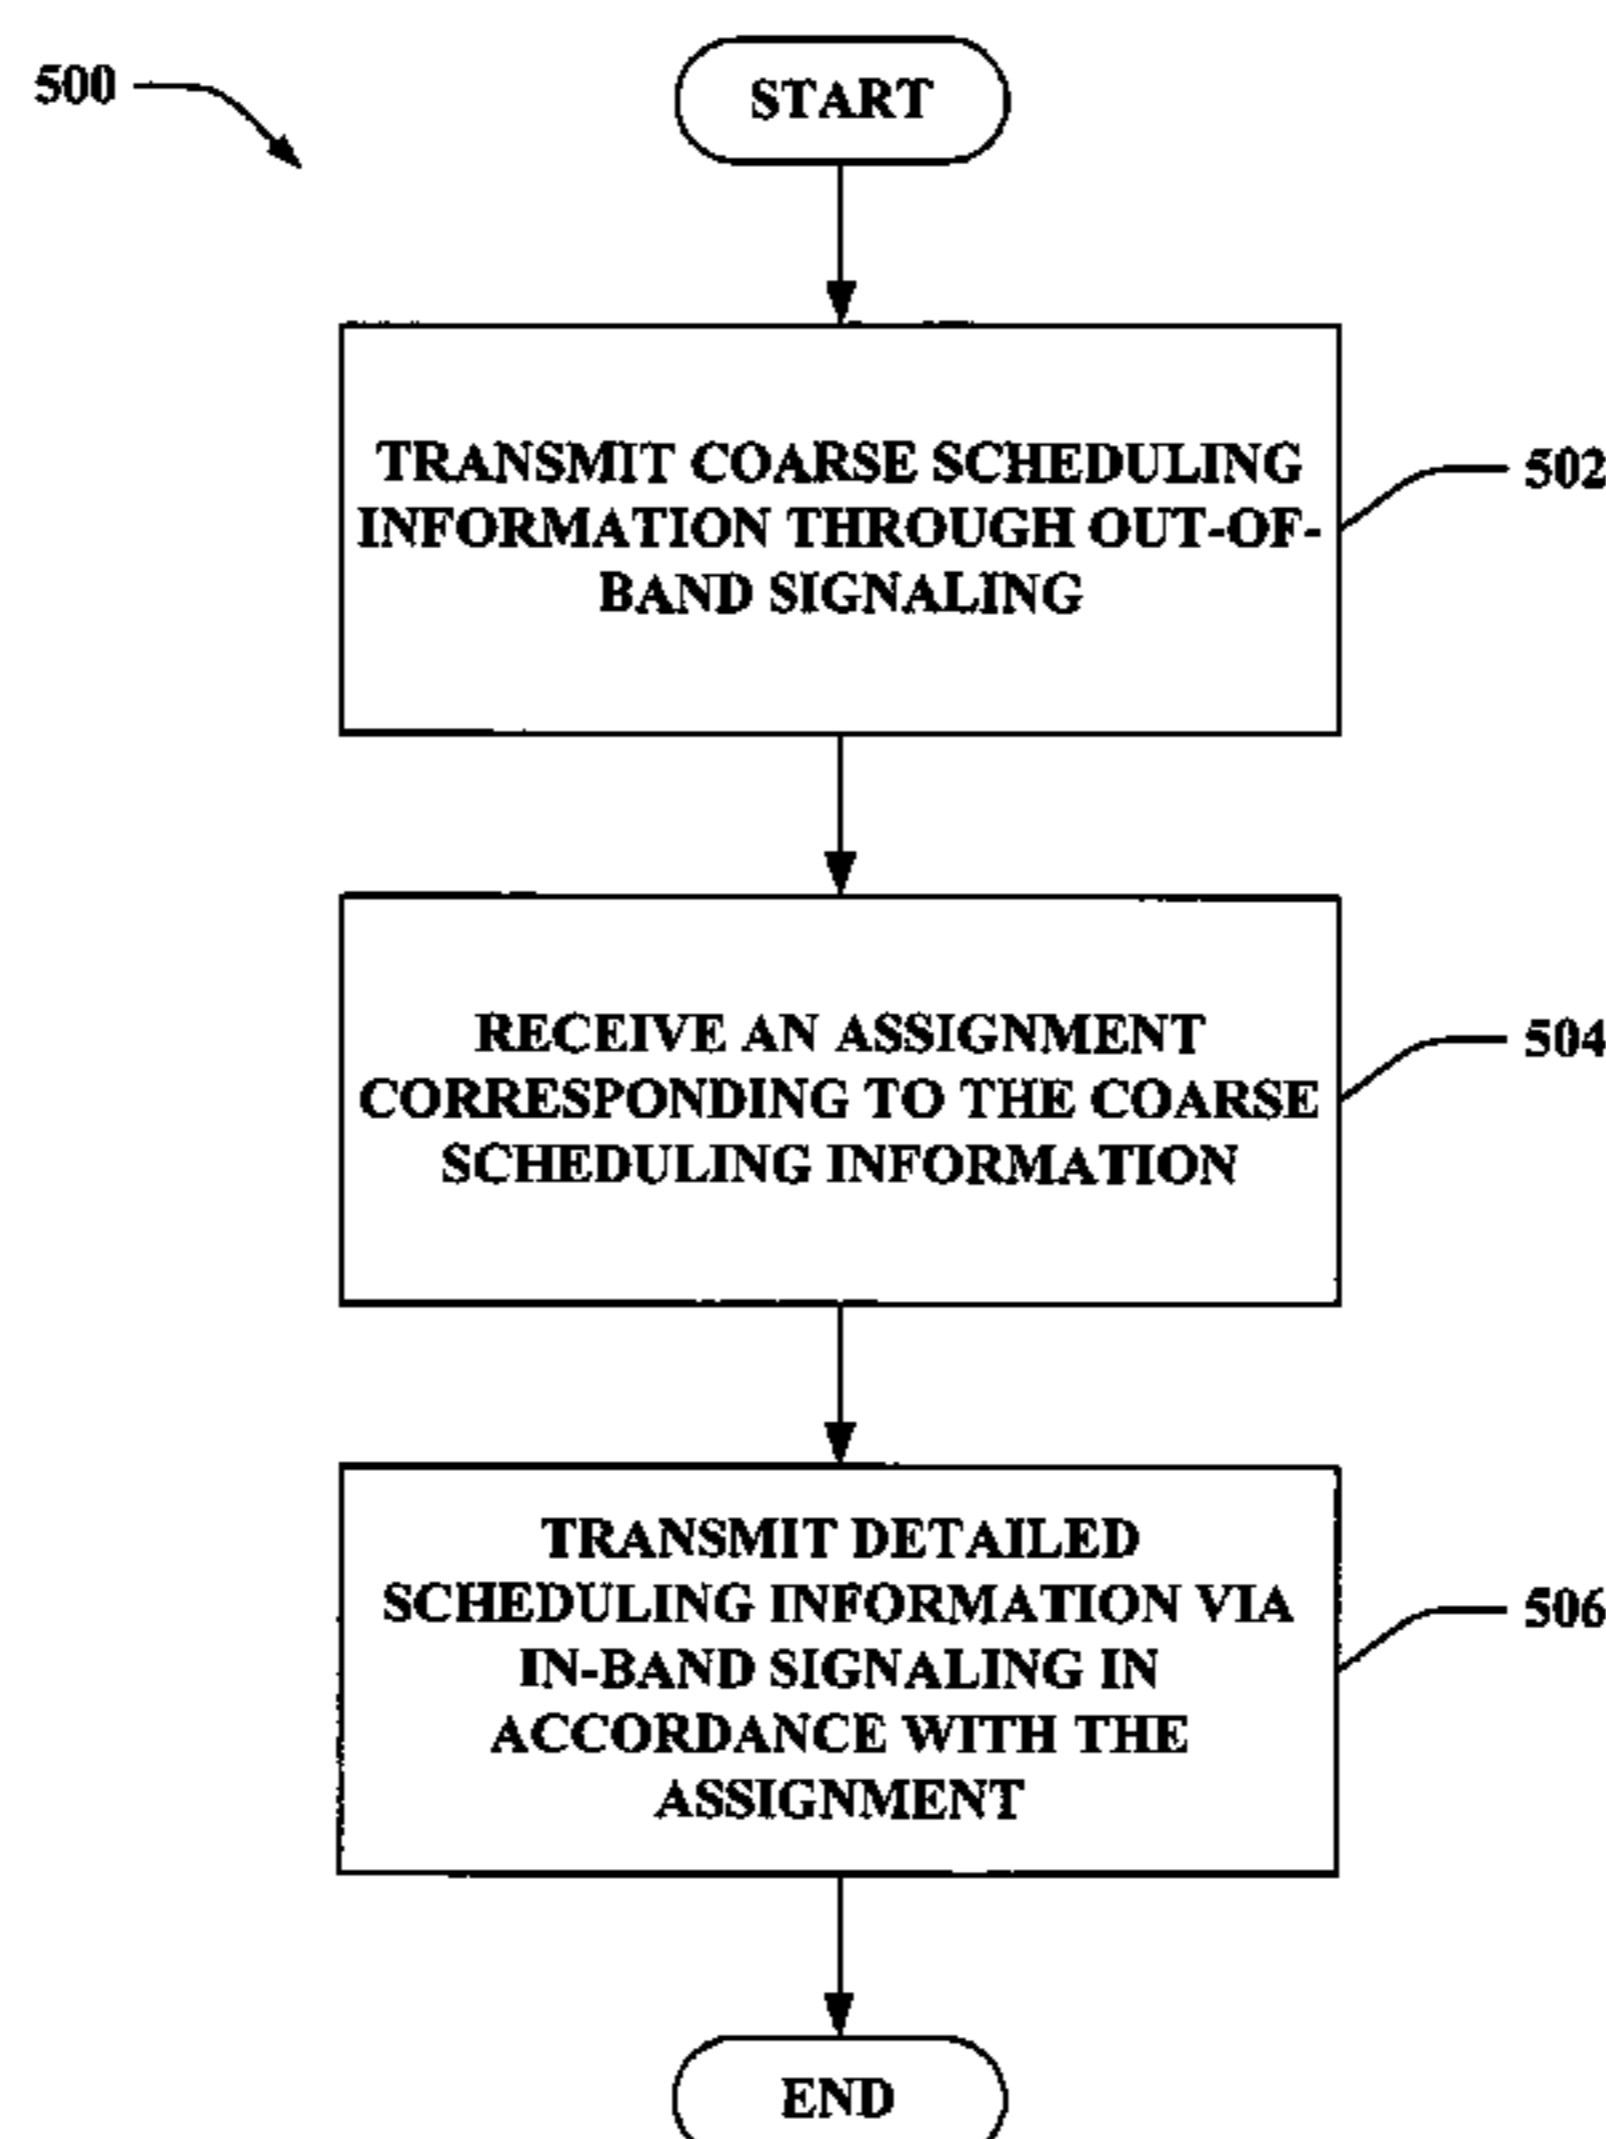 500
START
TRANSMIT COARSE SCHEDULING
INFORMATION THROUGH OUT-OF-
BAND SIGNALING
502
RECEIVE AN ASSIGNMENT
CORRESPONDING TO THE COARSE
SCHEDULING INFORMATION
504
TRANSMIT DETAILED
SCHEDULING INFORMATION VIA
IN-BAND SIGNALING IN
ACCORDANCE WITH THE
ASSIGNMENT
506
END